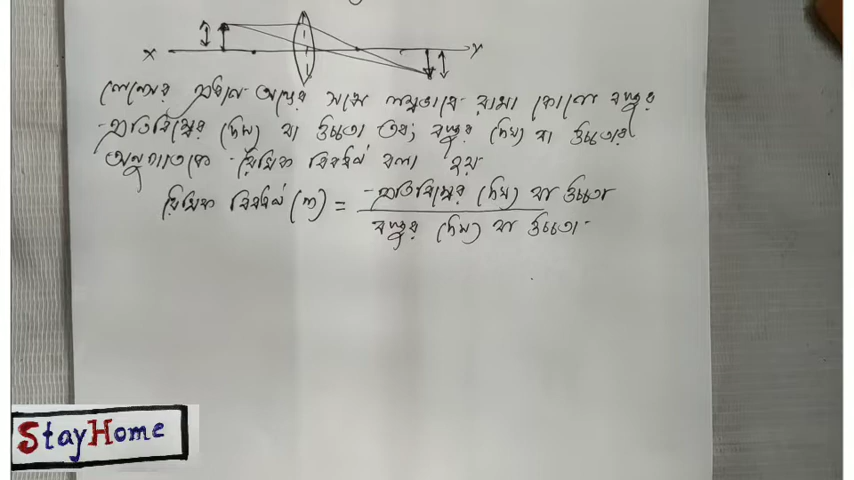 X Y
লেন্সের প্রধান অক্ষের সঙ্গে লম্বভাবে রাখা কোনো বস্তুর
প্রতিবিম্বের দৈর্ঘ্য বা উচ্চতা এবং বস্তুর দৈর্ঘ্য বা উচ্চতার
অনুপাতকে রৈখিক বিবর্ধন বলা হয়
রৈখিক বিবর্ধন (m) = প্রতিবিম্বের দৈর্ঘ্য বা উচ্চতা
বস্তুর দৈর্ঘ্য বা উচ্চতা
StayHome